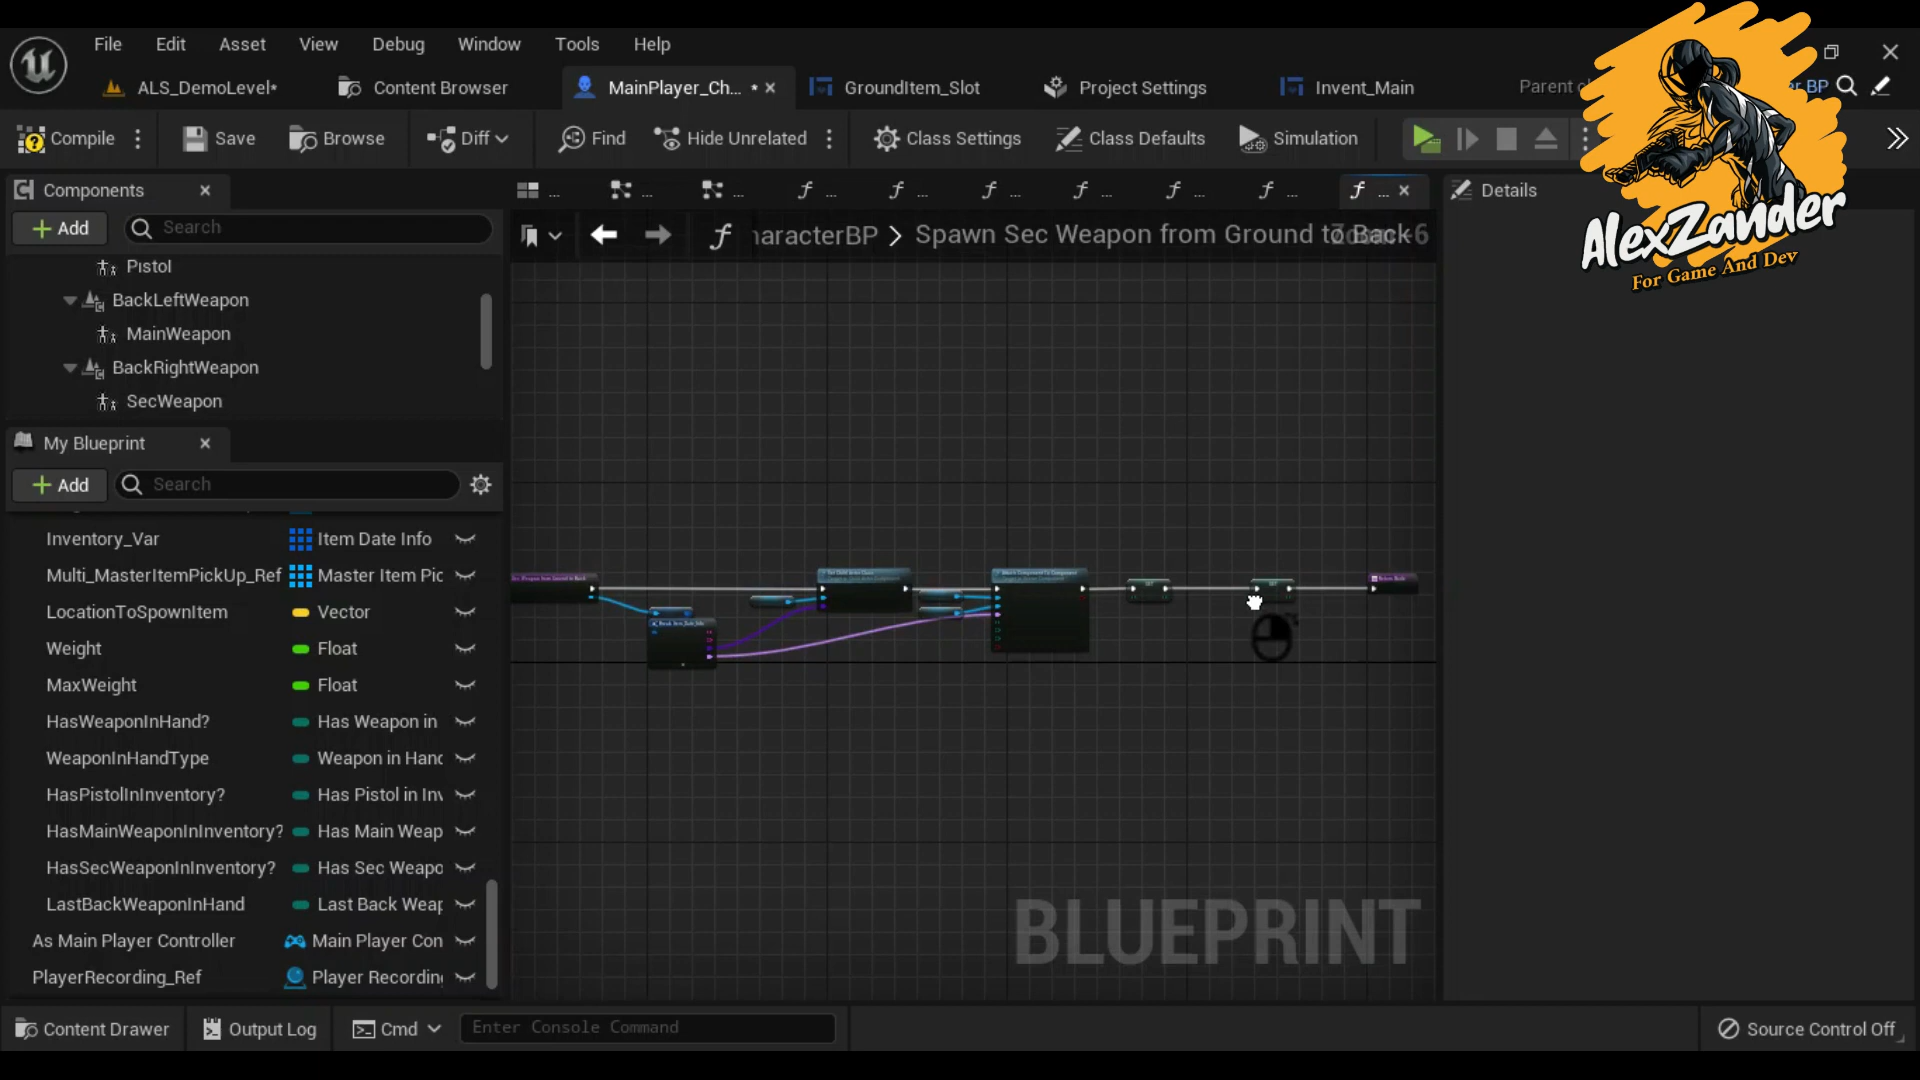 File Edit Asset View Debug Window Tools Help
ALS_DemoLevel* Content Browser MainPlayer_Ch... * GroundItem_Slot Project Settings Invent_Main Parent
Compile Save Browse Diff Find Hide Unrelated Class Settings Class Defaults Simulation
AlexZander
For Game And Dev
Components Details
Add Search
haracterBP > Spawn Sec Weapon from Ground to Back
Pistol
BackLeftWeapon
MainWeapon
BackRightWeapon
SecWeapon
My Blueprint
Add Search
Inventory_Var Item Date Info
Multi_MasterItemPickUp_Ref Master Item Pic
LocationToSpawnItem Vector
Weight Float
MaxWeight Float
HasWeaponInHand? Has Weapon in
WeaponInHandType Weapon in Hand
HasPistolInInventory? Has Pistol in Inv
HasMainWeaponInInventory? Has Main Weap
HasSecWeaponInInventory? Has Sec Weapo
LastBackWeaponInHand Last Back Weap
As Main Player Controller Main Player Con
PlayerRecording_Ref Player Recording
BLUEPRINT
Content Drawer Output Log Cmd Enter Console Command Source Control Off